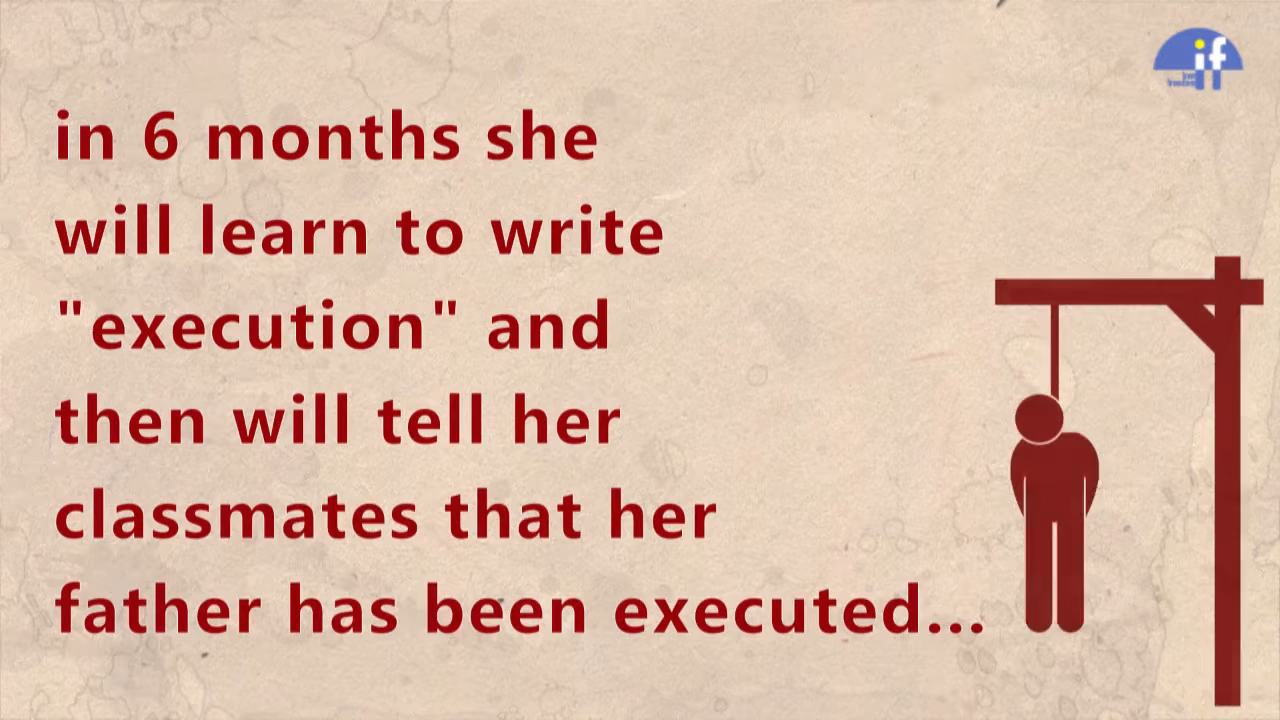 if
in 6 months she
will learn to write
"execution" and
then will tell her
classmates that her
father has been executed...